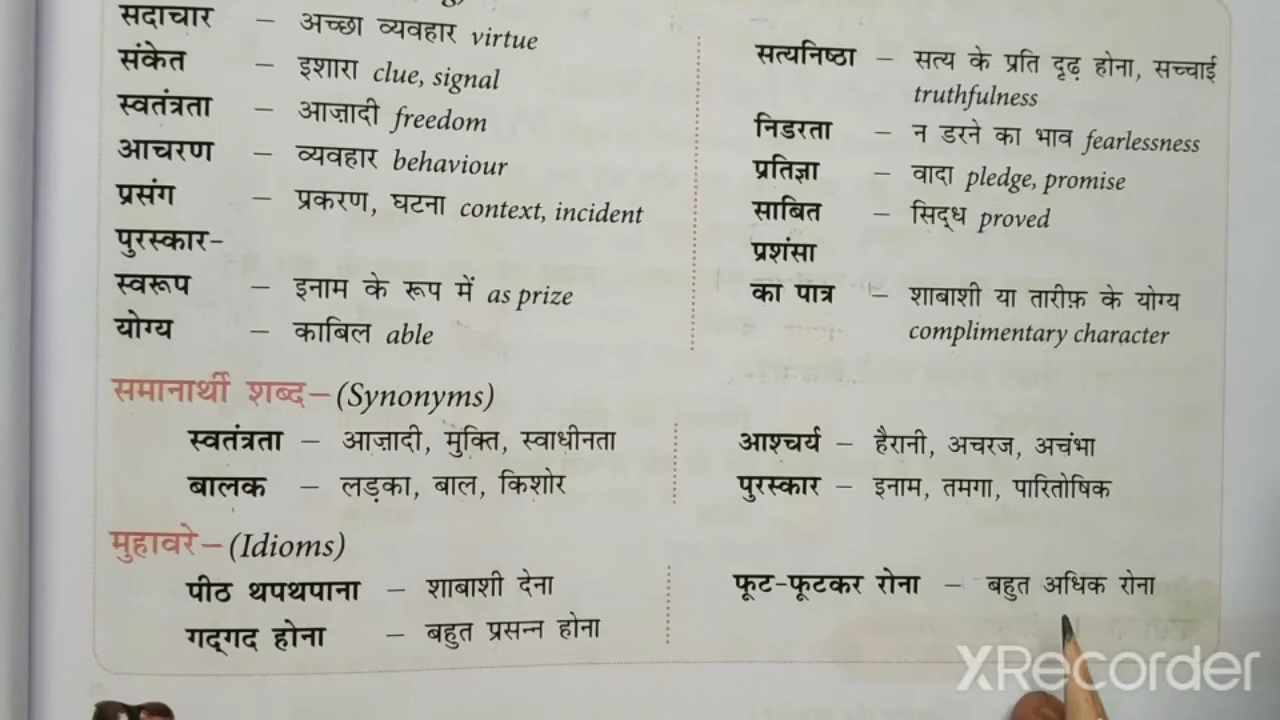 सदाचार – अच्छा व्यवहार virtue
संकेत – इशारा clue, signal
स्वतंत्रता – आज़ादी freedom
आचरण – व्यवहार behaviour
प्रसंग – प्रकरण, घटना context, incident
पुरस्कार-
स्वरूप – इनाम के रूप में as prize
योग्य – काबिल able
सत्यनिष्ठा – सत्य के प्रति दृढ़ होना, सच्चाई
truthfulness
निडरता – न डरने का भाव fearlessness
प्रतिज्ञा – वादा pledge, promise
साबित – सिद्ध proved
प्रशंसा
का पात्र – शाबाशी या तारीफ़ के योग्य
complimentary character
समानार्थी शब्द–(Synonyms)
स्वतंत्रता – आज़ादी, मुक्ति, स्वाधीनता
बालक – लड़का, बाल, किशोर
आश्चर्य – हैरानी, अचरज, अचंभा
पुरस्कार – इनाम, तमगा, पारितोषिक
मुहावरे–(Idioms)
पीठ थपथपाना – शाबाशी देना
गद्गद होना – बहुत प्रसन्न होना
फूट-फूटकर रोना – बहुत अधिक रोना
XRecorder